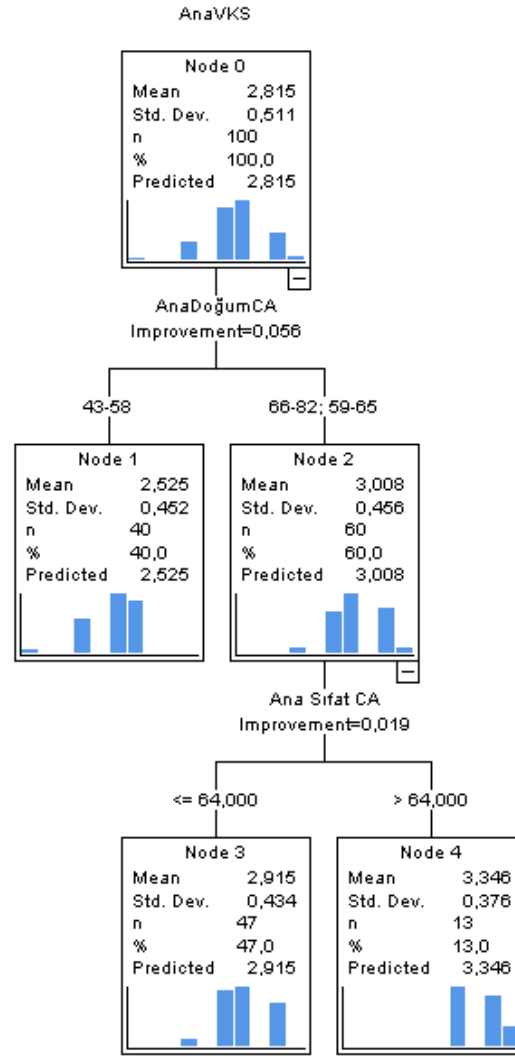 AnaVKS
Node 0
Mean 2,815
Std. Dev. 0,511
n 100
% 100,0
Predicted 2,815
AnaDoğumCA
Improvement=0,056
43-58
66-82; 59-65
Node 1
Mean 2,525
Std. Dev. 0,452
n 40
% 40,0
Predicted 2,525
Node 2
Mean 3,008
Std. Dev. 0,456
n 60
% 60,0
Predicted 3,008
Ana Sıfat CA
Improvement=0,019
<= 64,000
> 64,000
Node 3
Mean 2,915
Std. Dev. 0,434
n 47
% 47,0
Predicted 2,915
Node 4
Mean 3,346
Std. Dev. 0,376
n 13
% 13,0
Predicted 3,346